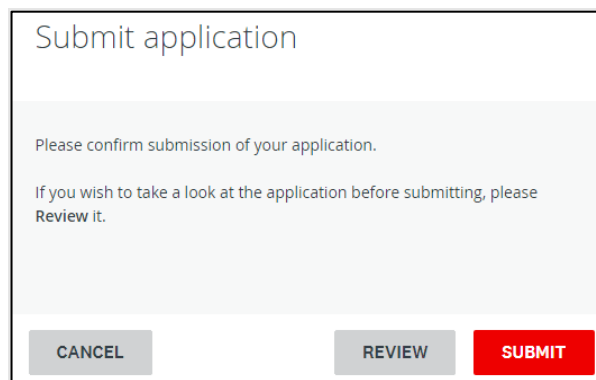 Submit application
Please confirm submission of your application.
If you wish to take a look at the application before submitting, please
Review it.
CANCEL
REVIEW
SUBMIT